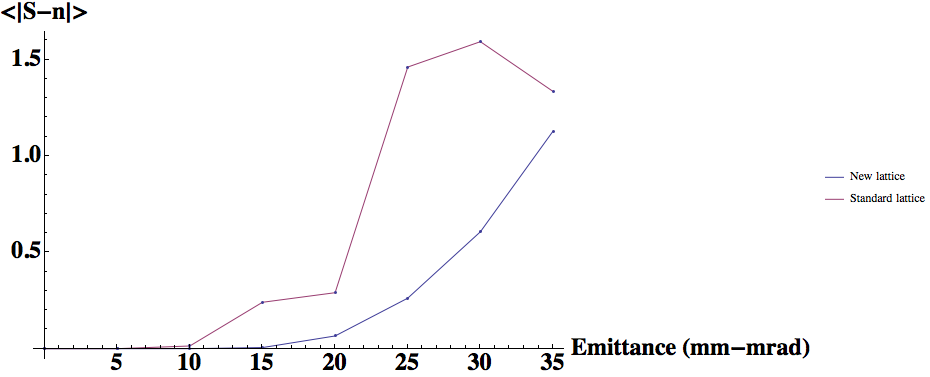 <|S−n|>
1.5
1.0
0.5
5 10 15 20 25 30 35
Emittance (mm−mrad)
New lattice
Standard lattice